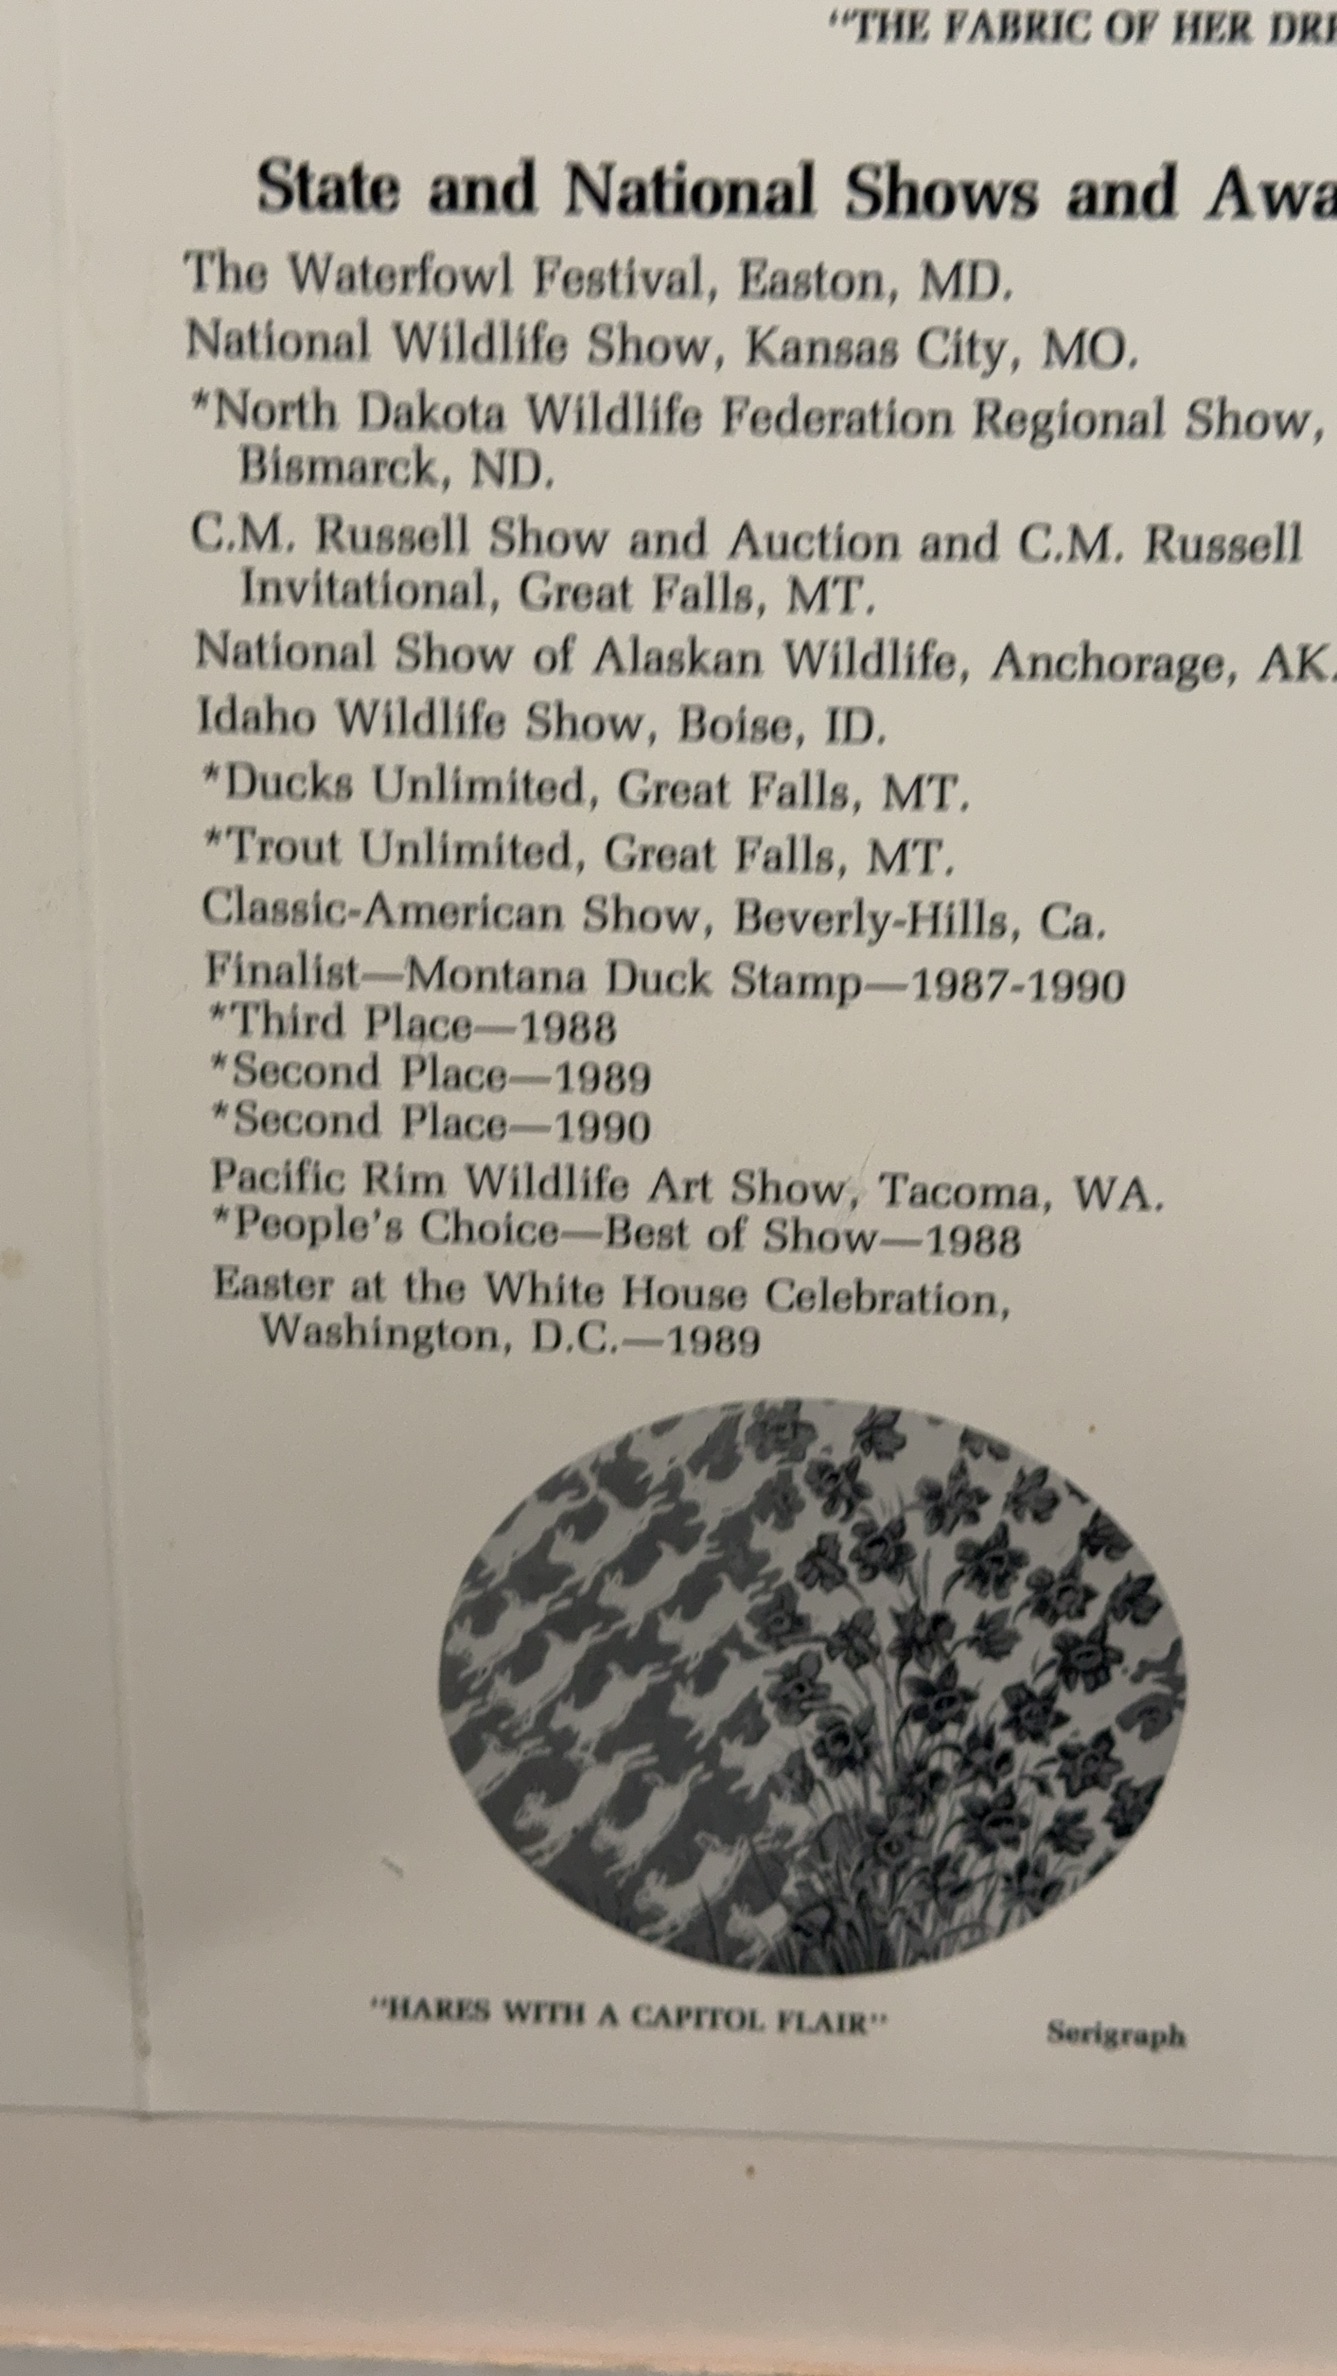 "THE FABRIC OF HER
State and National Shows and
The Waterfowl Festival, Easton, MD.
National Wildlife Show, Kansas City, MO.
*North Dakota Wildlife Federation Regional Show,
Bismarck, ND.
C.M. Russell Show and Auction and C.M. Russell
Invitational, Great Falls, MT.
National Show of Alaskan Wildlife, Anchorage, AK.
Idaho Wildlife Show, Boise, ID.
*Ducks Unlimited, Great Falls, MT.
*Trout Unlimited, Great Falls, MT.
Classic-American Show, Beverly-Hills, Ca.
Finalist—Montana Duck Stamp—1987-1990
*Third Place—1988
*Second Place—1989
*Second Place—1990
Pacific Rim Wildlife Art Show, Tacoma, WA.
*People's Choice—Best of Show—1988
Easter at the White House Celebration,
Washington, D.C.—1989
"HARES WITH A CAPITOL FLAIR" Serigraph